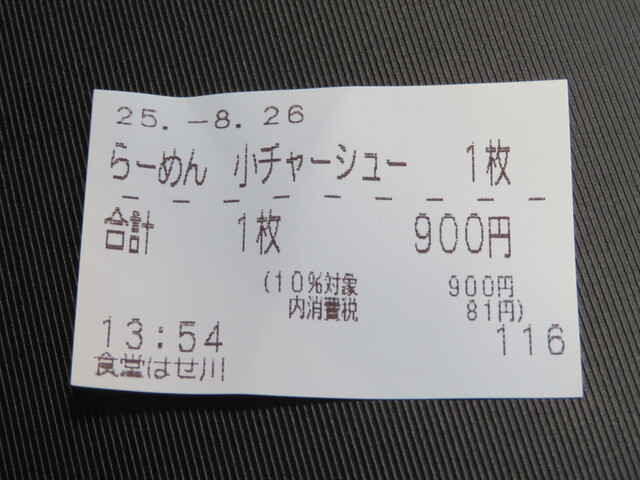 25.-8.26
らーめん 小チャーシュー 1枚
合計 1枚 900円
(10%対象 900円
内消費税 81円)
13:54 116
食堂はせ川